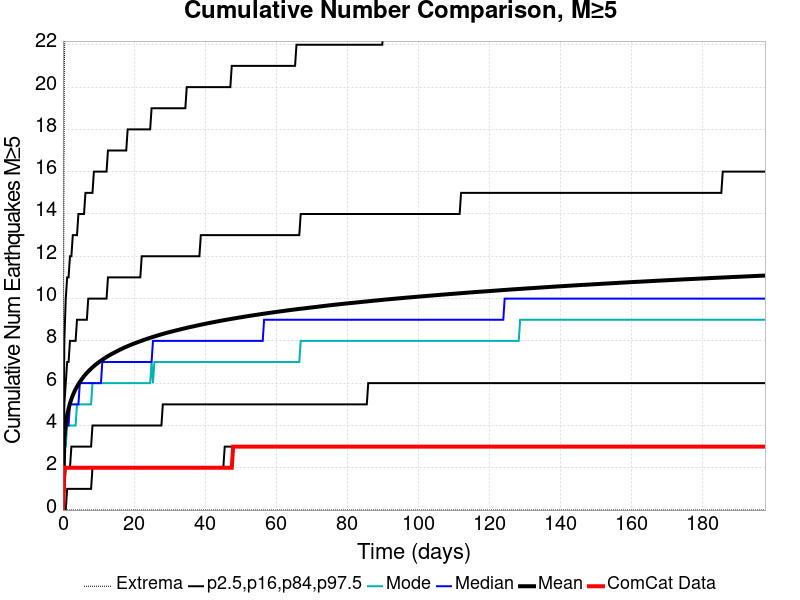 Cumulative Number Comparison, M≥5
Cumulative Num Earthquakes M≥5
22
20
18
16
14
12
10
8
6
4
2
0
0 20 40 60 80 100 120 140 160 180
Time (days)
Extrema p2.5,p16,p84,p97.5 Mode Median Mean ComCat Data